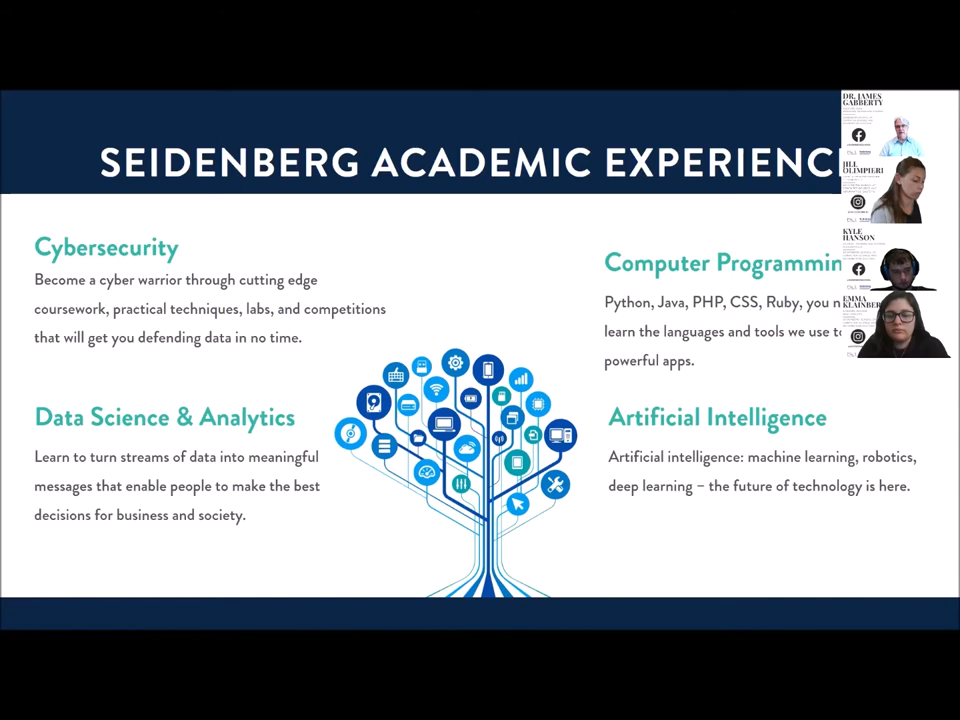 SEIDENBERG ACADEMIC EXPERIENC
Cybersecurity
Become a cyber warrior through cutting edge
coursework, practical techniques, labs, and competitions
that will get you defending data in no time.
Data Science & Analytics
Learn to turn streams of data into meaningful
messages that enable people to make the best
decisions for business and society.
Computer Programmin
Python, Java, PHP, CSS, Ruby, you n
learn the languages and tools we use to
powerful apps.
Artificial Intelligence
Artificial intelligence: machine learning, robotics,
deep learning – the future of technology is here.
DR. JAMES
GABBERTY
JILL
OLIMPIERI
KYLE
HANSON
EMMA
KLAINBER